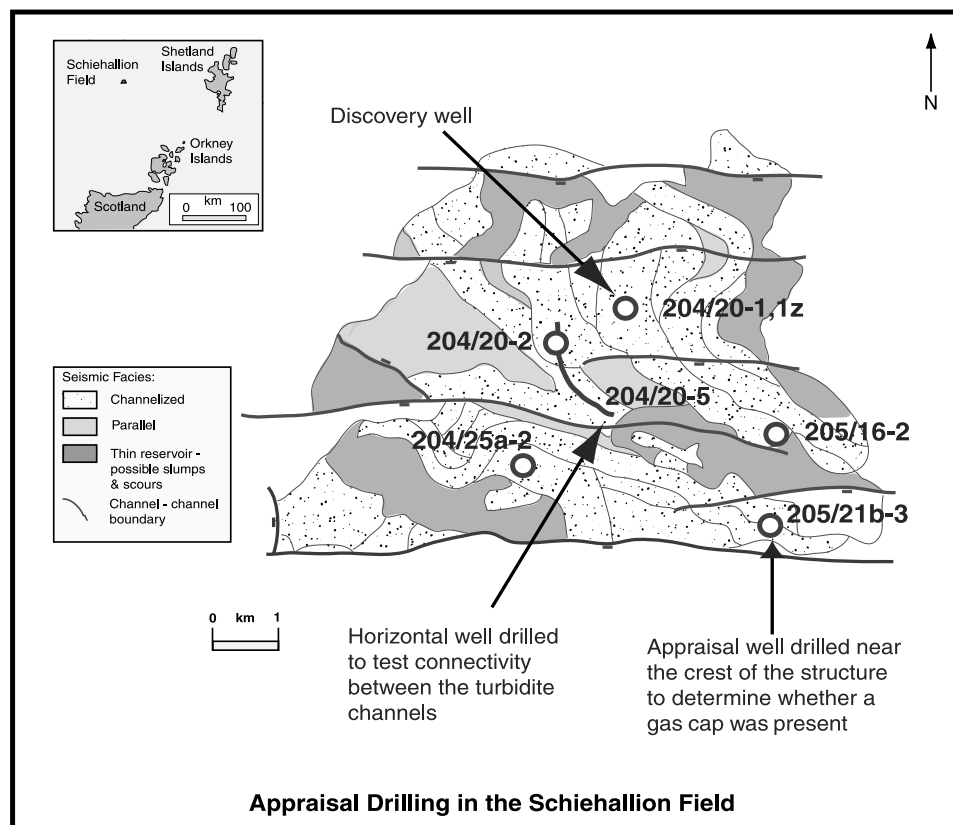 Schiehallion
Field
Shetland
Islands
Orkney
Islands
Scotland
km
0 100
N
Discovery well
204/20-1,1z
204/20-2
204/20-5
204/25a-2
205/16-2
205/21b-3
Seismic Facies:
Channelized
Parallel
Thin reservoir -
possible slumps
& scours
Channel - channel
boundary
0 km 1
Horizontal well drilled
to test connectivity
between the turbidite
channels
Appraisal well drilled near
the crest of the structure
to determine whether a
gas cap was present
Appraisal Drilling in the Schiehallion Field